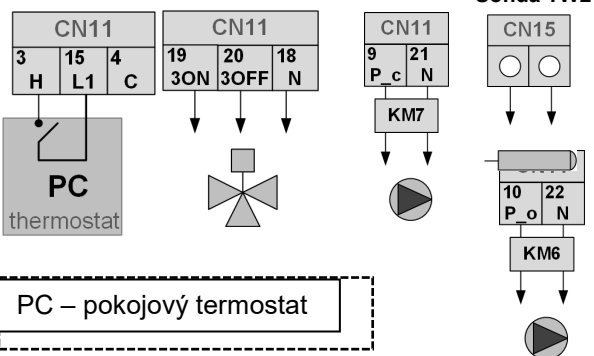 CN11
3 15 4
H L1 C
PC
thermostat
CN11
19 20 18
3ON 3OFF N
CN11
9 21
P_c N
KM7
CN15
10 22
P_o N
KM6
PC – pokojový termostat